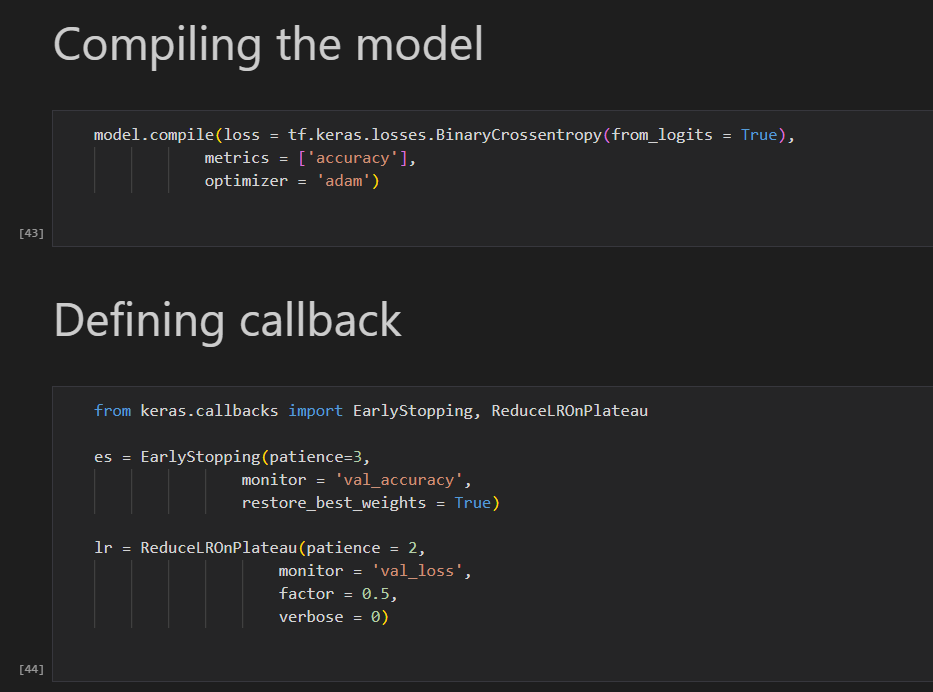 Compiling the model
model.compile(loss = tf.keras.losses.BinaryCrossentropy(from_logits = True),
metrics = ['accuracy'],
optimizer = 'adam')
[43]
Defining callback
from keras.callbacks import EarlyStopping, ReduceLROnPlateau
es = EarlyStopping(patience=3,
monitor = 'val_accuracy',
restore_best_weights = True)
lr = ReduceLROnPlateau(patience = 2,
monitor = 'val_loss',
factor = 0.5,
verbose = 0)
[44]